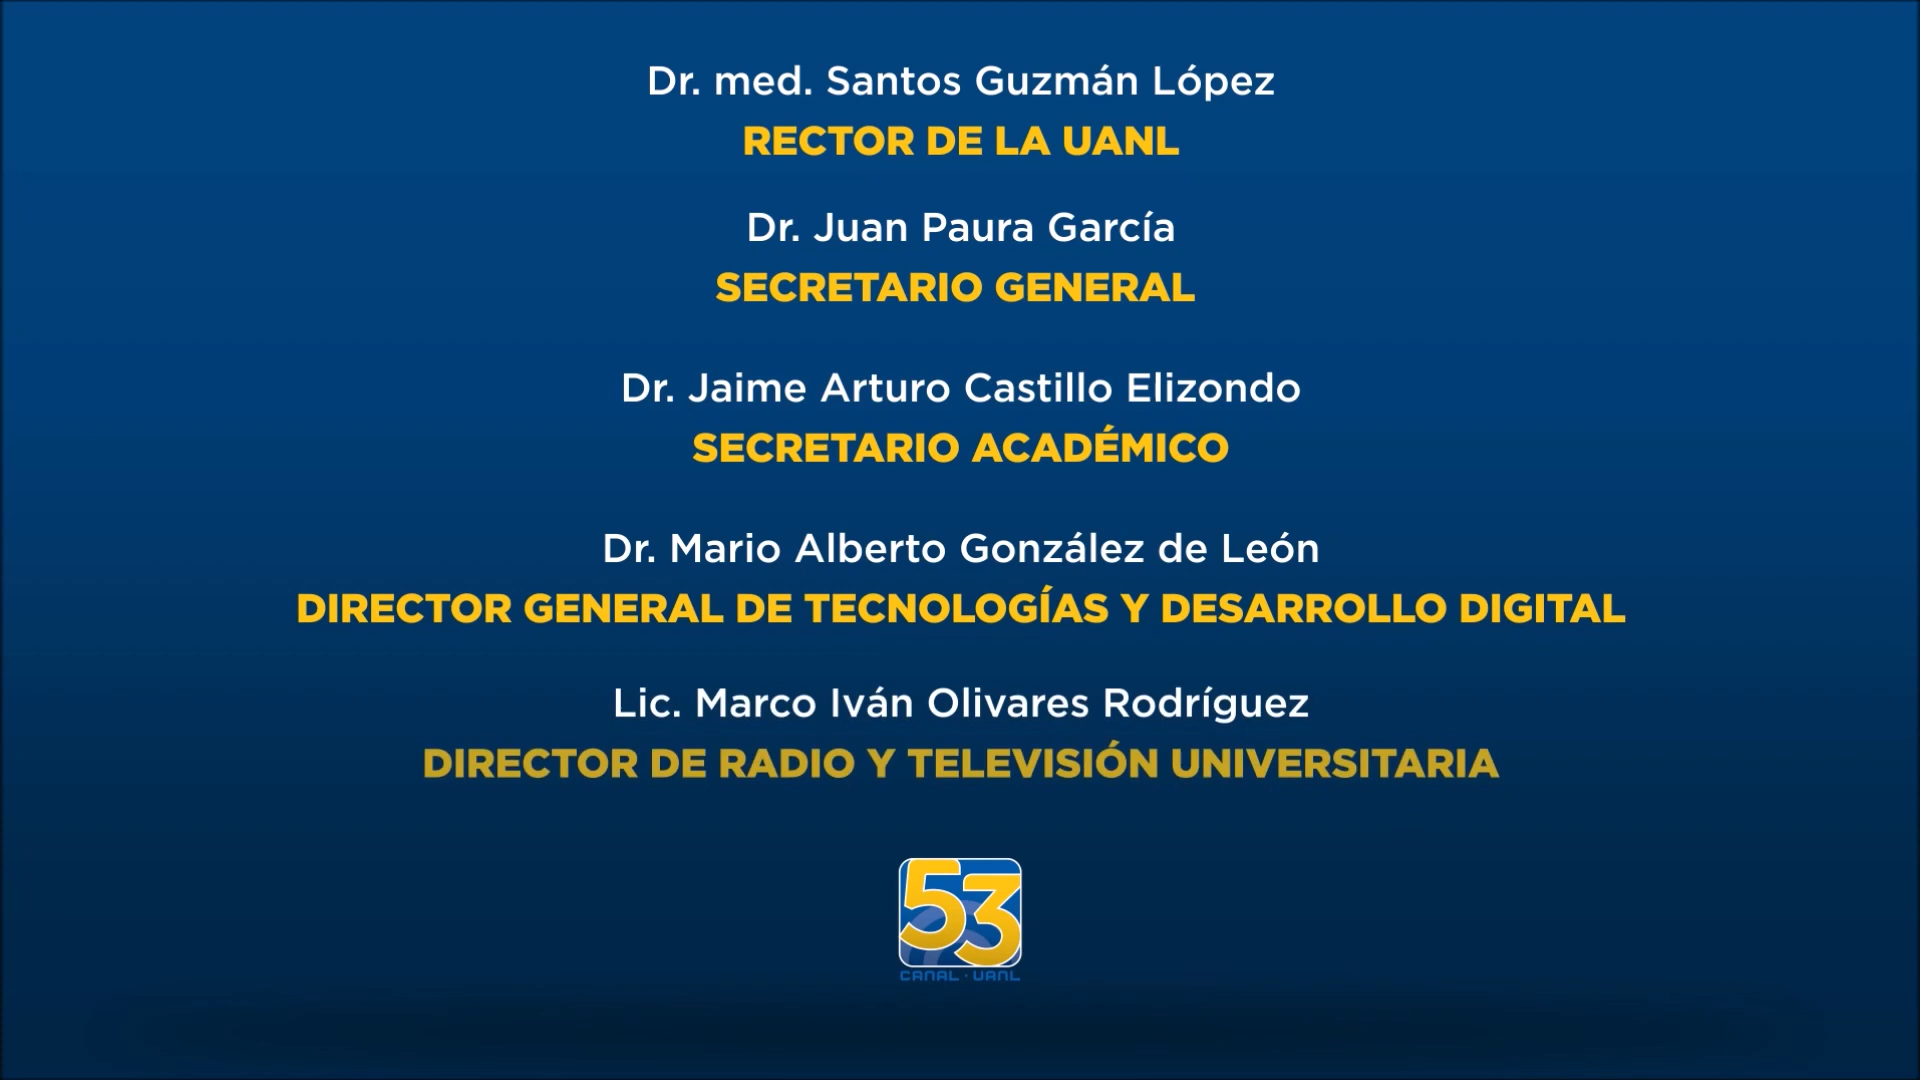 Dr. med. Santos Guzmán López
RECTOR DE LA UANL
Dr. Juan Paura García
SECRETARIO GENERAL
Dr. Jaime Arturo Castillo Elizondo
SECRETARIO ACADÉMICO
Dr. Mario Alberto González de León
DIRECTOR GENERAL DE TECNOLOGÍAS Y DESARROLLO DIGITAL
Lic. Marco Iván Olivares Rodríguez
DIRECTOR DE RADIO Y TELEVISIÓN UNIVERSITARIA
53
CANAL · UANL